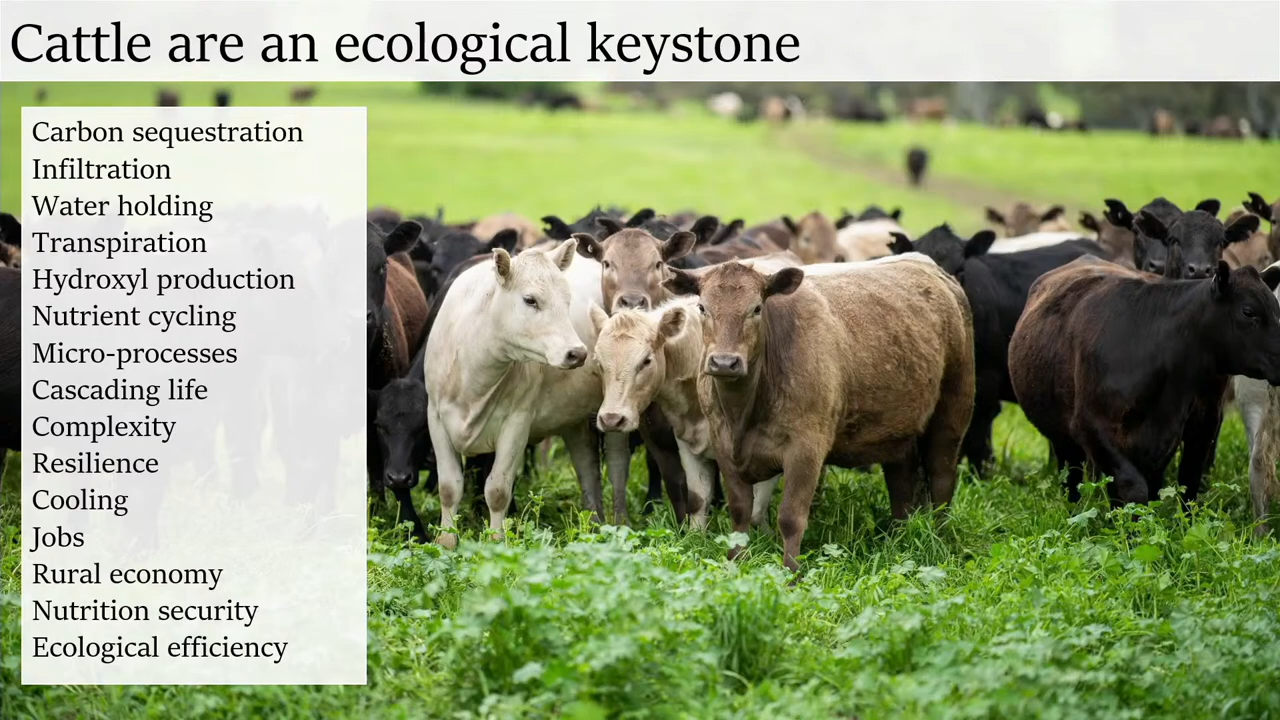 Cattle are an ecological keystone
Carbon sequestration
Infiltration
Water holding
Transpiration
Hydroxyl production
Nutrient cycling
Micro-processes
Cascading life
Complexity
Resilience
Cooling
Jobs
Rural economy
Nutrition security
Ecological efficiency